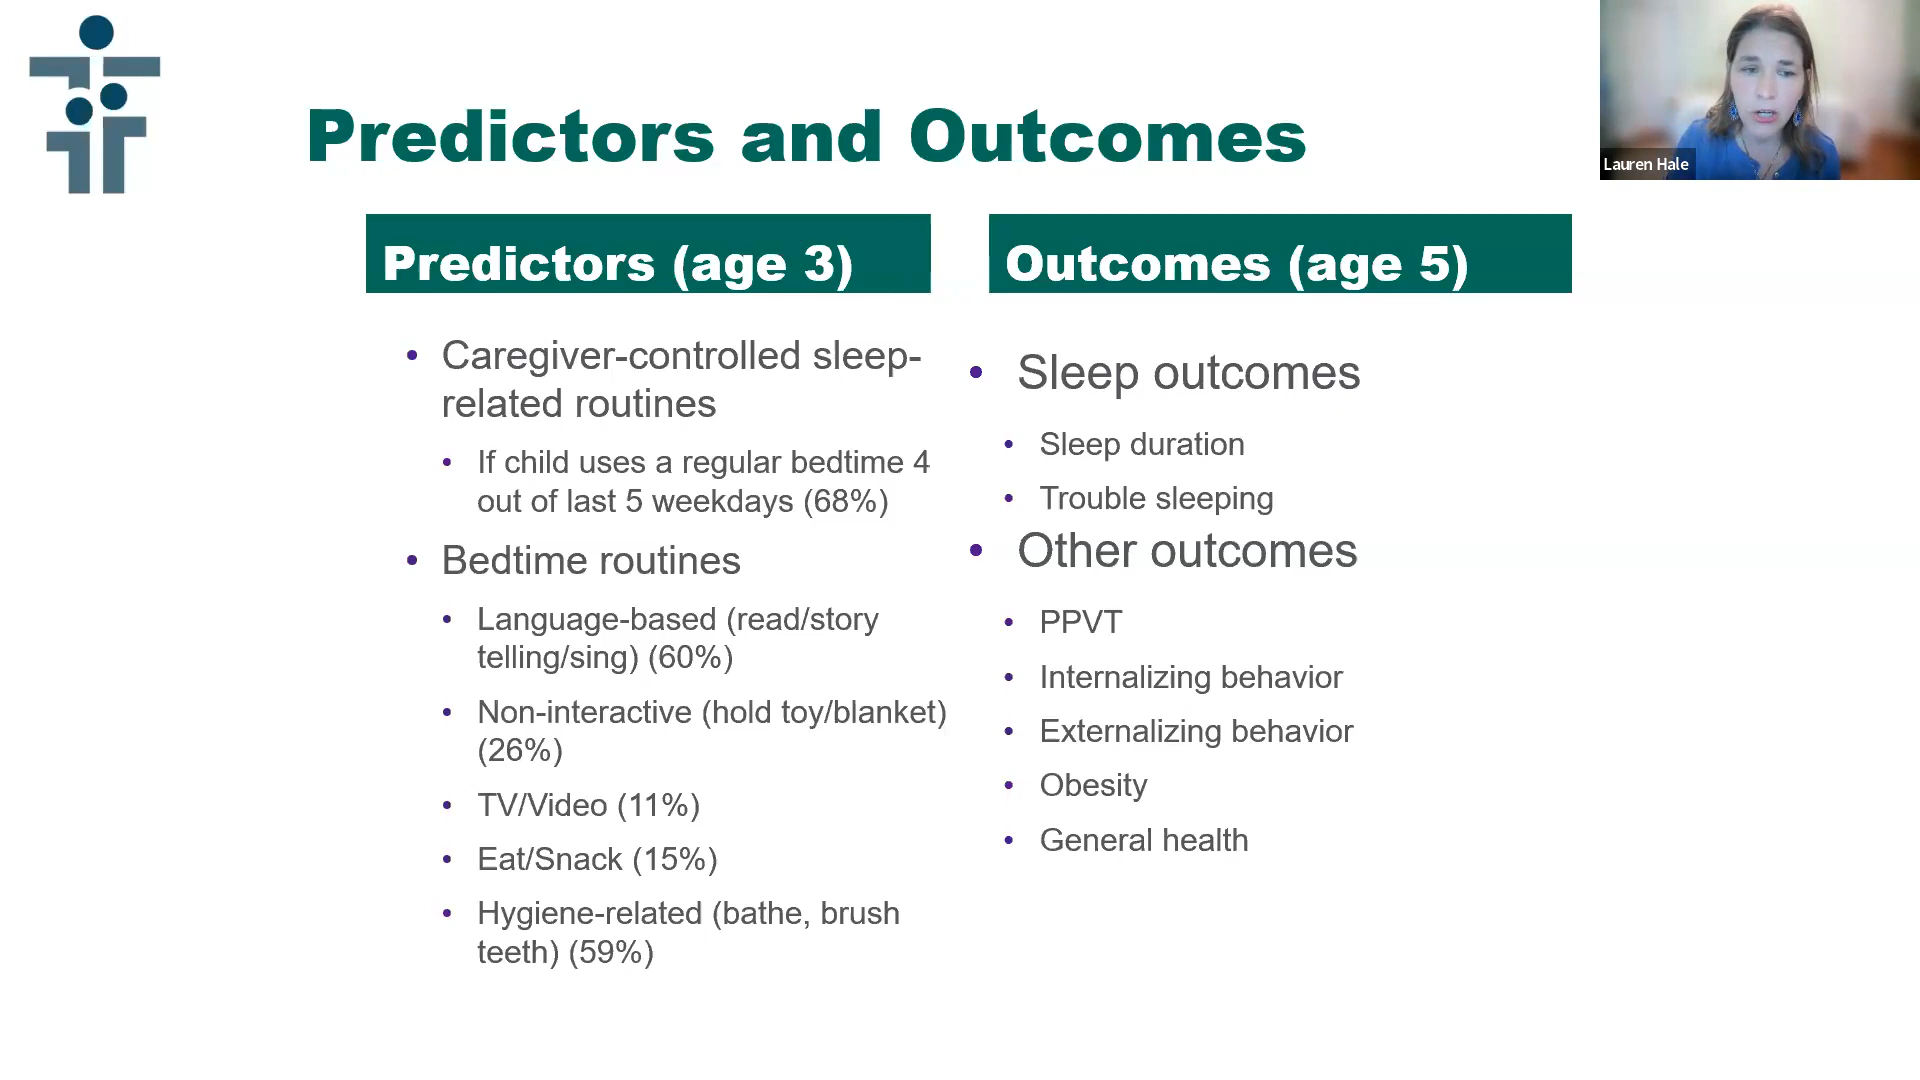 Predictors and Outcomes
Lauren Hale
Predictors (age 3)
Caregiver-controlled sleep-
related routines
If child uses a regular bedtime 4
out of last 5 weekdays (68%)
Bedtime routines
Language-based (read/story
telling/sing) (60%)
Non-interactive (hold toy/blanket)
(26%)
TV/Video (11%)
Eat/Snack (15%)
Hygiene-related (bathe, brush
teeth) (59%)
Outcomes (age 5)
Sleep outcomes
Sleep duration
Trouble sleeping
Other outcomes
PPVT
Internalizing behavior
Externalizing behavior
Obesity
General health